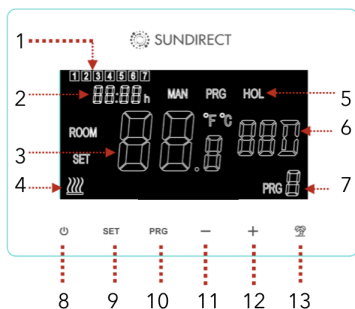 1
SUNDIRECT
1 2 3 4 5 6 7
2 88:88 h MAN PRG HOL 5
°F °C 6
ROOM 88.8 88D
3 SET
4 PRG 8 7
SET PRG − +
8 9 10 11 12 13